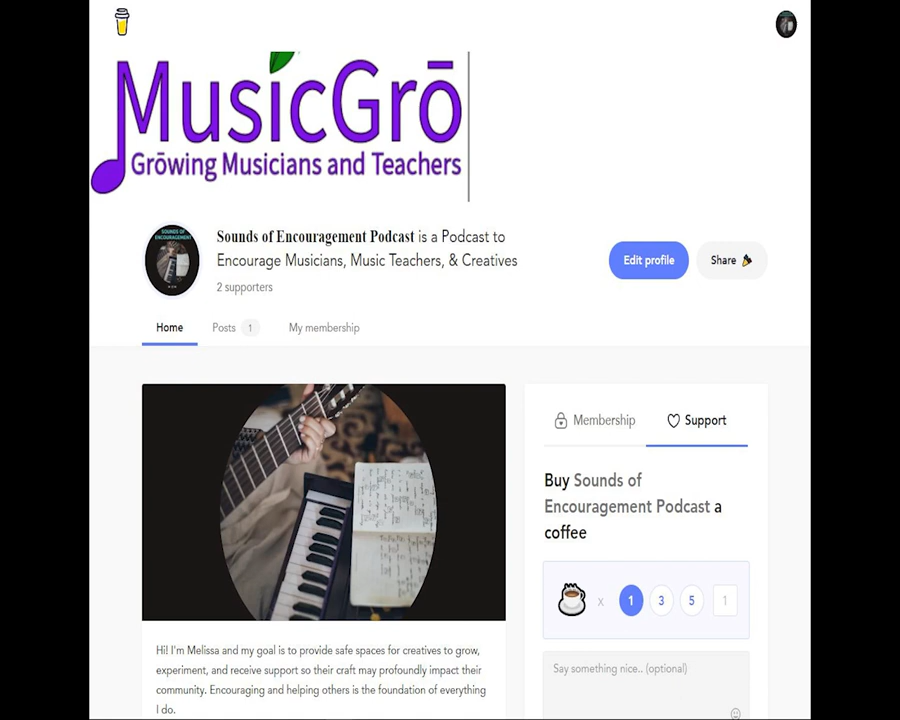 MusicGrō
Grōwing Musicians and Teachers
SOUNDS OF
ENCOURAGEMENT
Sounds of Encouragement Podcast is a Podcast to
Encourage Musicians, Music Teachers, & Creatives
2 supporters
Edit profile
Share
Home
Posts 1
My membership
Membership
Support
Buy Sounds of
Encouragement Podcast a
coffee
x 1 3 5 1
Say something nice.. (optional)
Hi! I'm Melissa and my goal is to provide safe spaces for creatives to grow,
experiment, and receive support so their craft may profoundly impact their
community. Encouraging and helping others is the foundation of everything
I do.